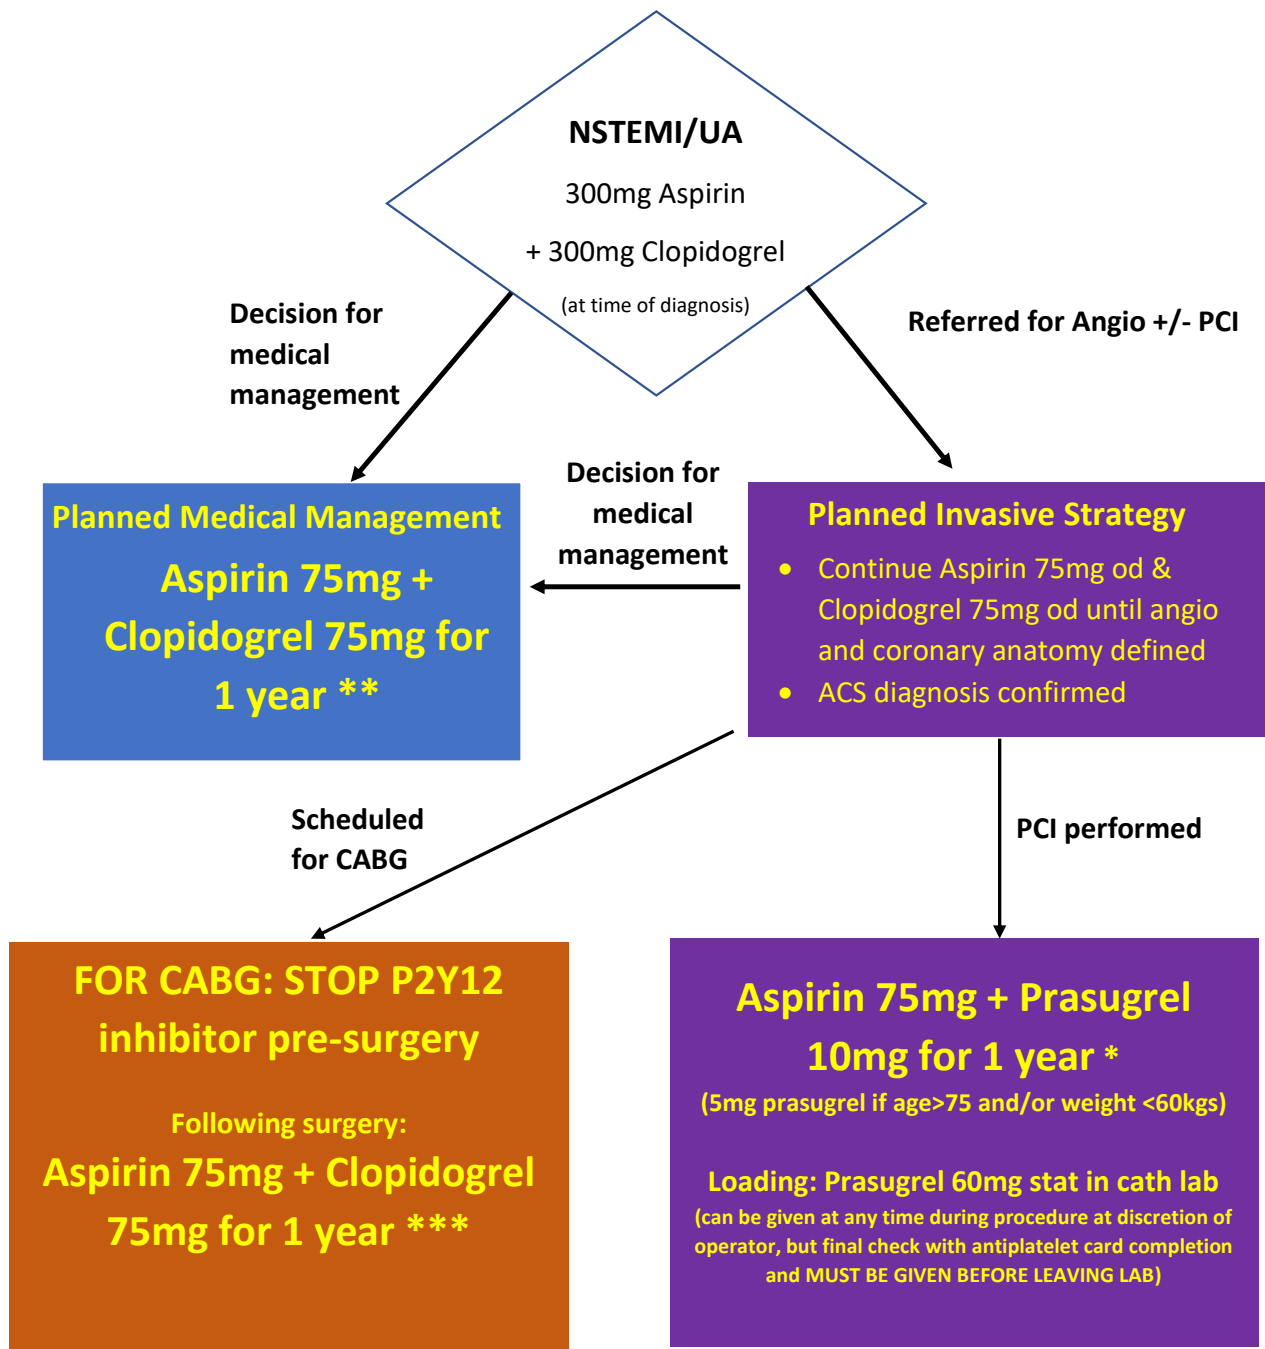 NSTEMI/UA
300mg Aspirin
+ 300mg Clopidogrel
(at time of diagnosis)
Decision for
medical
management
Referred for Angio +/- PCI
Decision for
medical
management
Planned Medical Management
Aspirin 75mg +
Clopidogrel 75mg for
1 year **
Planned Invasive Strategy
• Continue Aspirin 75mg od &
Clopidogrel 75mg od until angio
and coronary anatomy defined
• ACS diagnosis confirmed
Scheduled
for CABG
PCI performed
FOR CABG: STOP P2Y12
inhibitor pre-surgery
Following surgery:
Aspirin 75mg + Clopidogrel
75mg for 1 year ***
Aspirin 75mg + Prasugrel
10mg for 1 year *
(5mg prasugrel if age>75 and/or weight <60kgs)
Loading: Prasugrel 60mg stat in cath lab
(can be given at any time during procedure at discretion of
operator, but final check with antiplatelet card completion
and MUST BE GIVEN BEFORE LEAVING LAB)